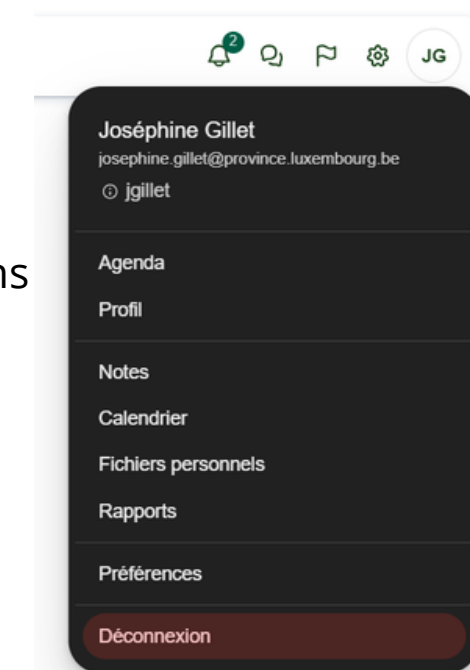 2
JG
Joséphine Gillet
josephine.gillet@province.luxembourg.be
jgillet
ns
Agenda
Profil
Notes
Calendrier
Fichiers personnels
Rapports
Préférences
Déconnexion